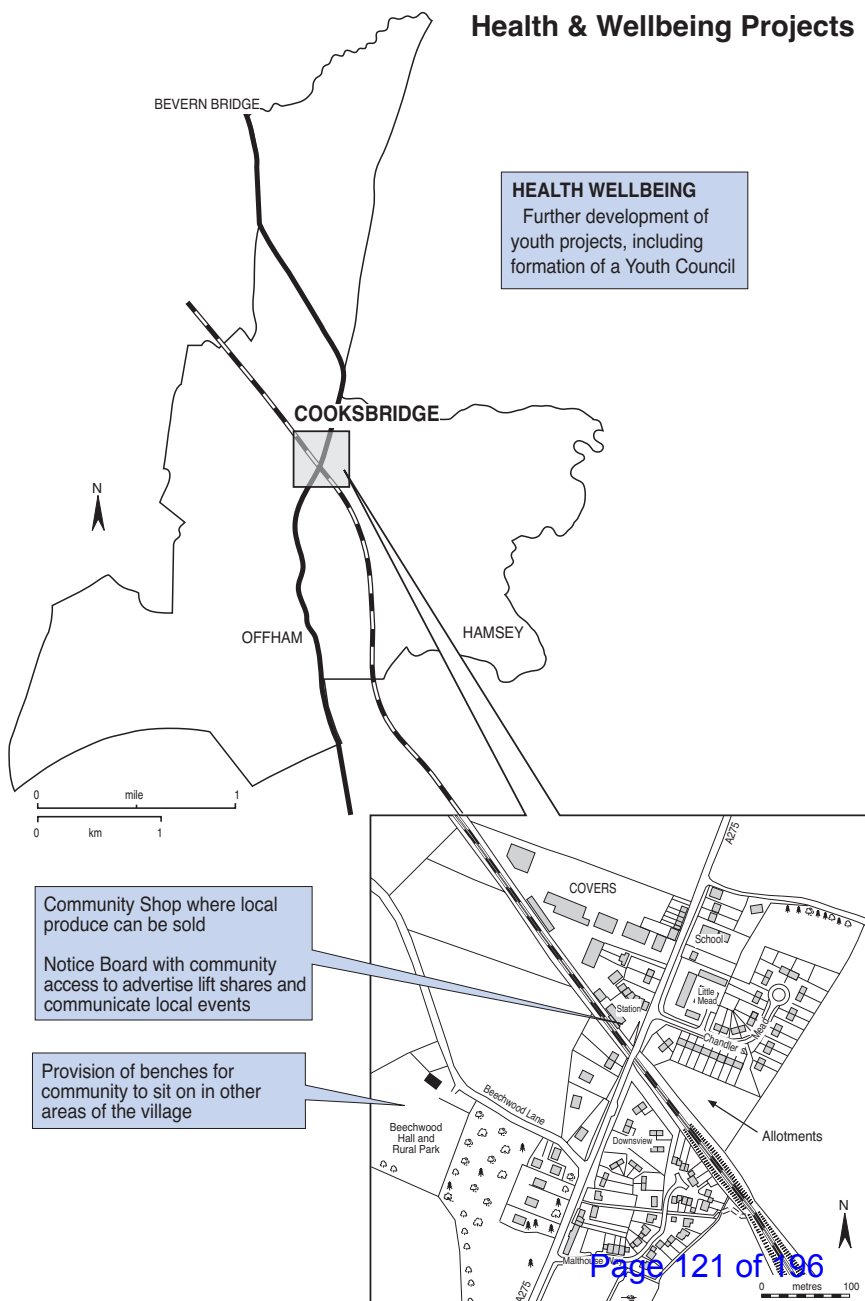 Health & Wellbeing Projects
BEVERN BRIDGE
HEALTH WELLBEING
Further development of
youth projects, including
formation of a Youth Council
COOKSBRIDGE
N
OFFHAM
HAMSEY
0 mile 1
0 km 1
A275
COVERS
School
Little
Mead
Station
Chandler's Mead
Community Shop where local
produce can be sold
Notice Board with community
access to advertise lift shares and
communicate local events
Provision of benches for
community to sit on in other
areas of the village
Beechwood Lane
Beechwood
Hall and
Rural Park
Downsview
Allotments
N
Malthouse Way
A275
Page 121 of 196
0 metres 100